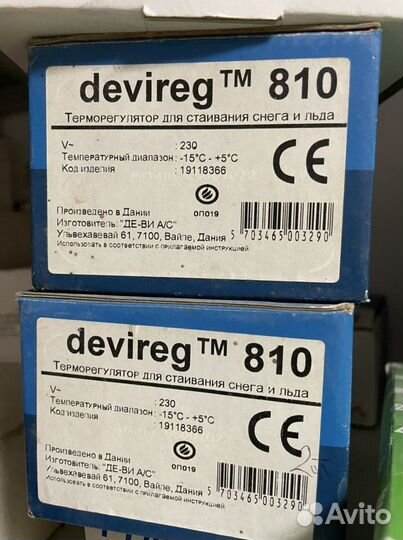 devireg™ 810
Терморегулятор для стаивания снега и льда
V~ : 230
Температурный диапазон: -15°C - +5°C
Код изделия : 19118366
CE
ОП019
Произведено в Дании
Изготовитель: "ДЕ-ВИ А/С"
Ульвехавевай 61, 7100, Вайле, Дания
Использовать в соответствии с прилагаемой инструкцией
5 703465 003290
devireg™ 810
Терморегулятор для стаивания снега и льда
V~ : 230
Температурный диапазон: -15°C - +5°C
Код изделия : 19118366
CE
ОП019
Произведено в Дании
Изготовитель: "ДЕ-ВИ А/С"
Ульвехавевай 61, 7100, Вайле, Дания
Использовать в соответствии с прилагаемой инструкцией
5 703465 003290
Avito